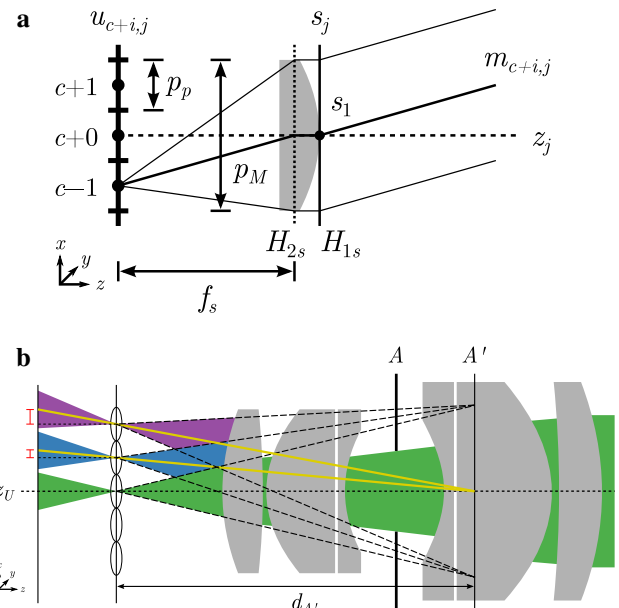 a
u_{c+i,j}
s_j
c+1
p_p
m_{c+i,j}
s_1
c+0
z_j
c−1
p_M
H_{2s}
H_{1s}
x
y
z
f_s
b
A
A′
z_U
y
z
d_{A′}